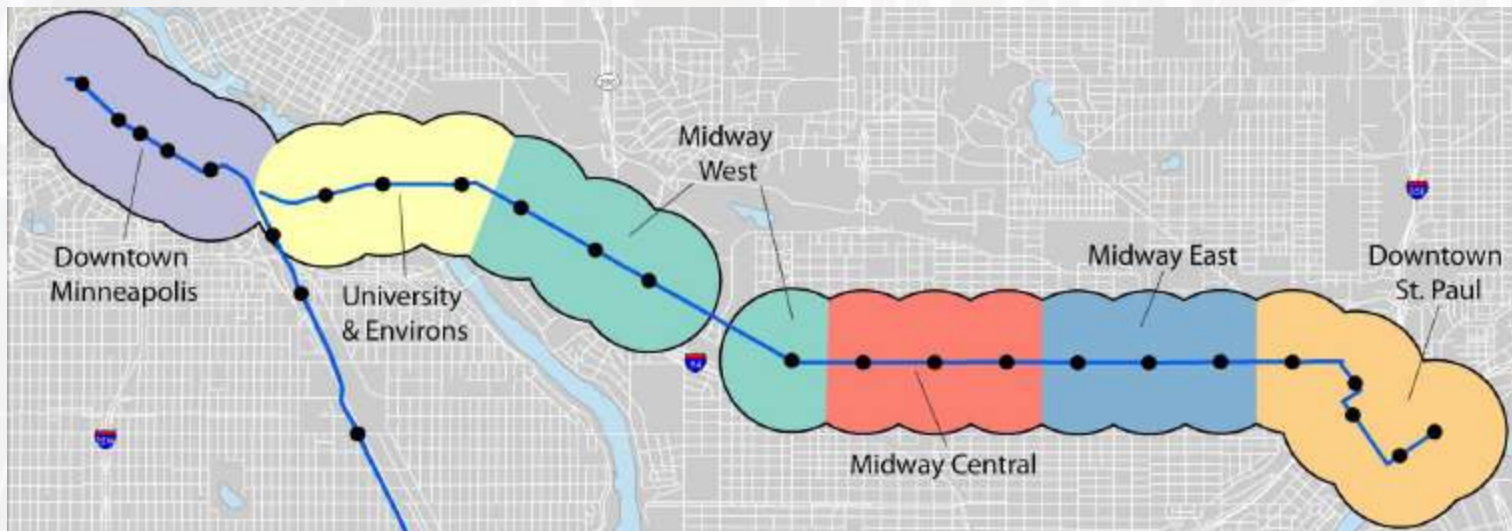 Downtown
Minneapolis
University
& Environs
Midway
West
Midway Central
Midway East
Downtown
St. Paul